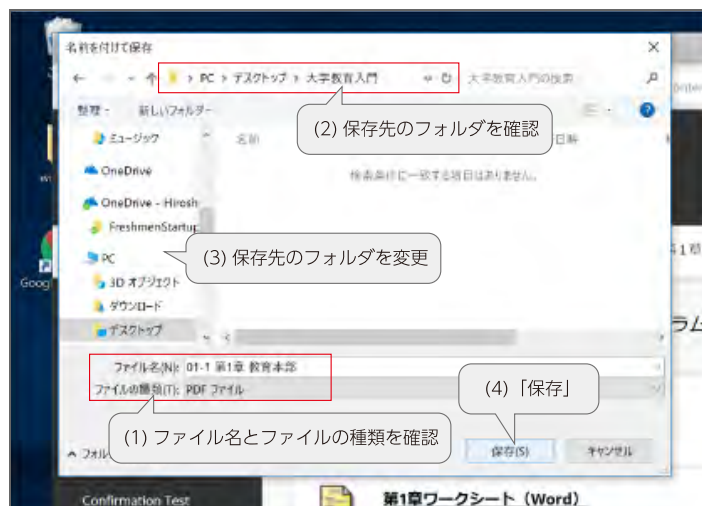 名前を付けて保存
PC › デスクトップ › 大学教育入門
大学教育入門の検索
整理
新しいフォルダー
(2) 保存先のフォルダを確認
ミュージック
名前
検索条件に一致する項目はありません。
OneDrive
OneDrive - Hirosh
FreshmenStartup
(3) 保存先のフォルダを変更
PC
3D オブジェクト
Goog
ダウンロード
デスクトップ
ラム
ファイル名(N): 01-1 第1章 教育本部
ファイルの種類(T): PDF ファイル
(4)「保存」
(1) ファイル名とファイルの種類を確認
保存(S)
キャンセル
Confirmation Test
第1章ワークシート（Word）